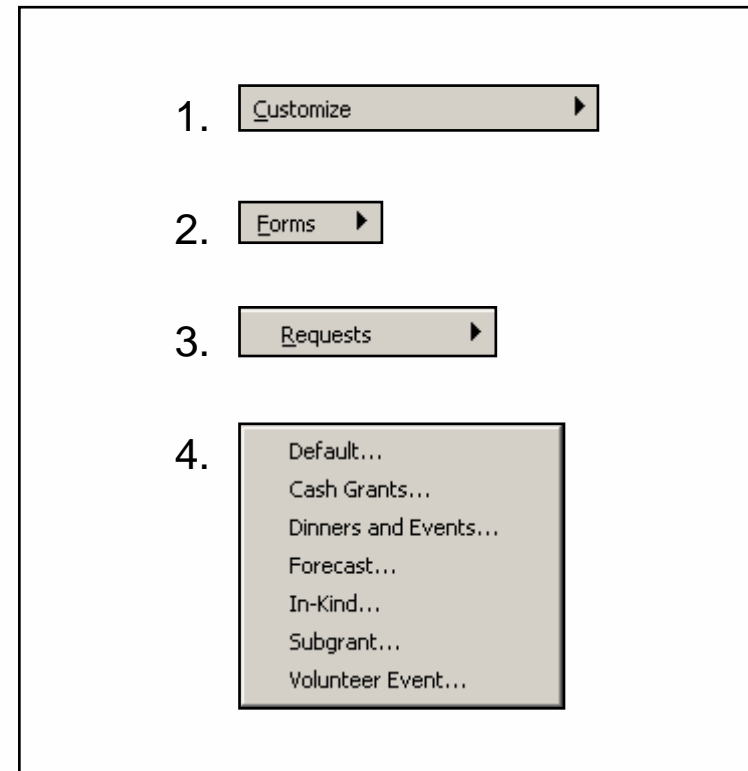 1. Customize
2. Forms
3. Requests
4. Default...
Cash Grants...
Dinners and Events...
Forecast...
In-Kind...
Subgrant...
Volunteer Event...